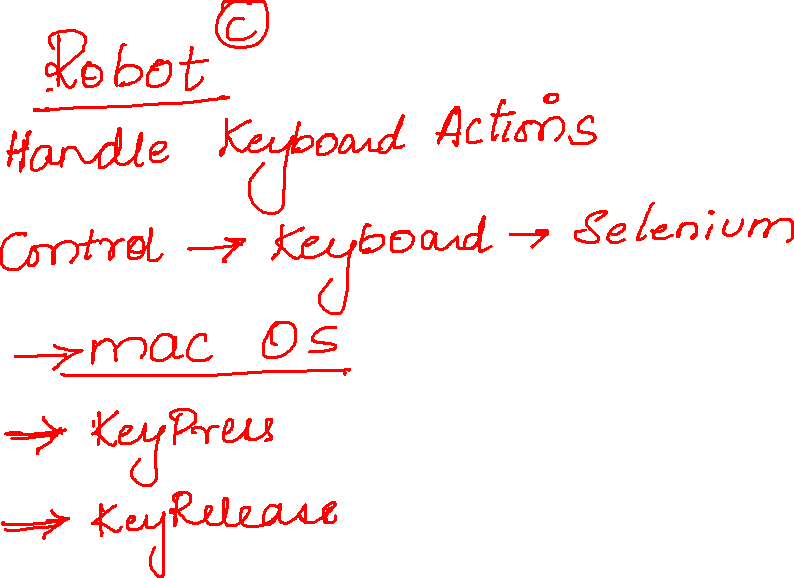 Robot ©
Handle Keyboard Actions
Control → Keyboard → Selenium
→ mac OS
→ KeyPress
→ KeyRelease